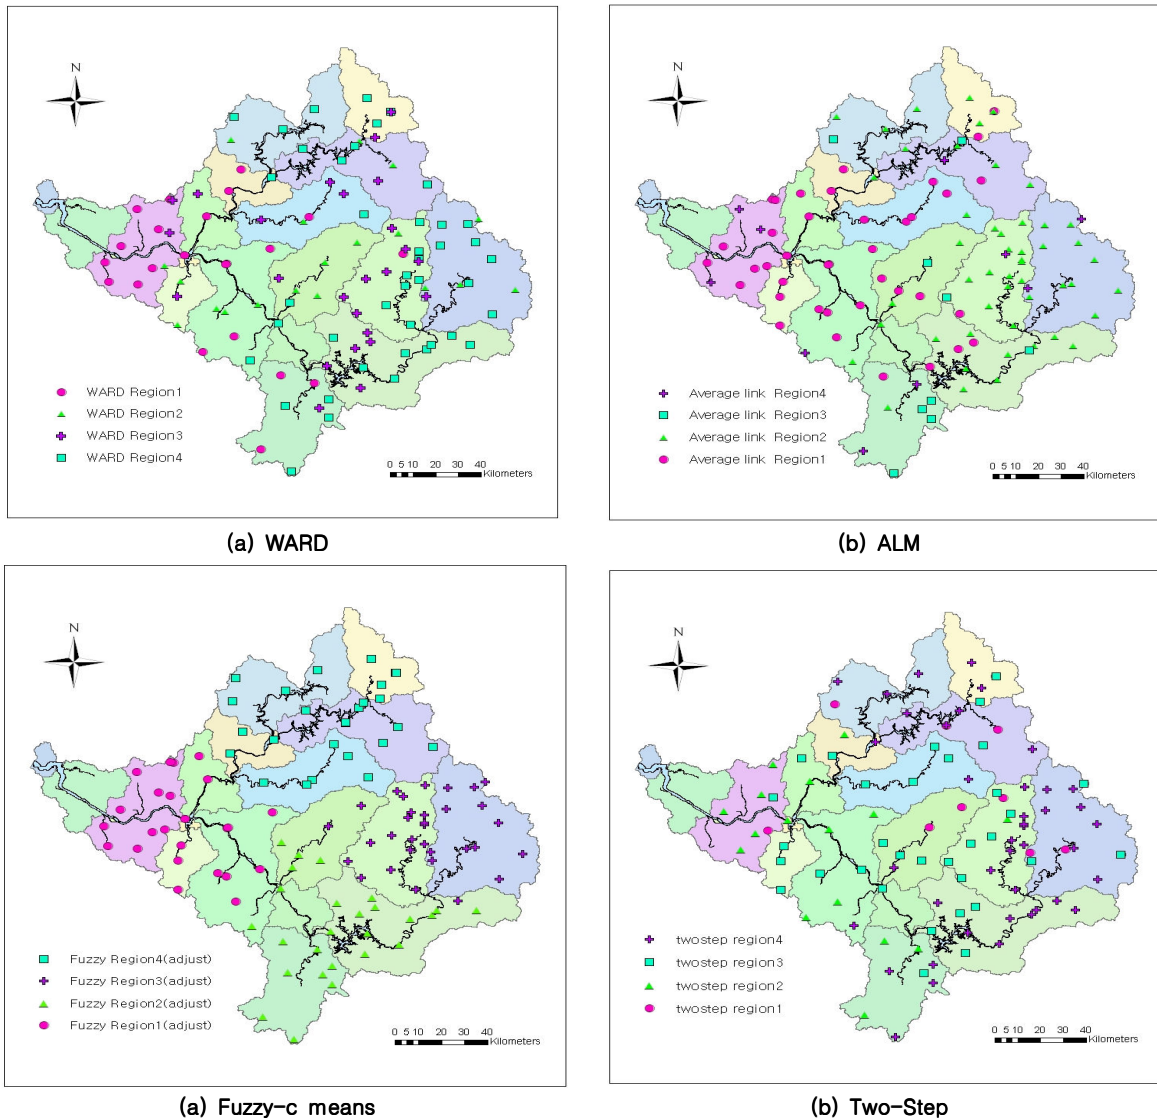 N
WARD Region1
WARD Region2
WARD Region3
WARD Region4
0 5 10 20 30 40
Kilometers
(a) WARD
N
Average link Region4
Average link Region3
Average link Region2
Average link Region1
0 5 10 20 30 40
Kilometers
(b) ALM
N
Fuzzy Region4(adjust)
Fuzzy Region3(adjust)
Fuzzy Region2(adjust)
Fuzzy Region1(adjust)
0 5 10 20 30 40
Kilometers
(a) Fuzzy-c means
N
twostep region4
twostep region3
twostep region2
twostep region1
0 5 10 20 30 40
Kilometers
(b) Two-Step